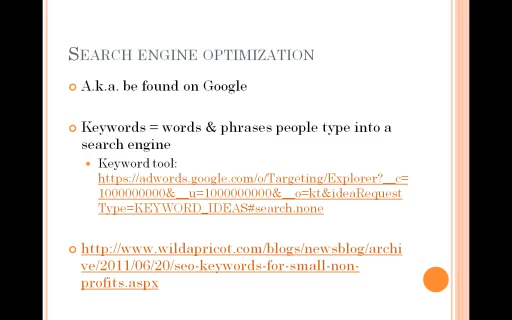 SEARCH ENGINE OPTIMIZATION
A.k.a. be found on Google
Keywords = words & phrases people type into a
search engine
Keyword tool:
https://adwords.google.com/o/Targeting/Explorer?__c=
1000000000&__u=1000000000&__o=kt&ideaRequest
Type=KEYWORD_IDEAS#search.none
http://www.wildapricot.com/blogs/newsblog/archi
ve/2011/06/20/seo-keywords-for-small-non-
profits.aspx